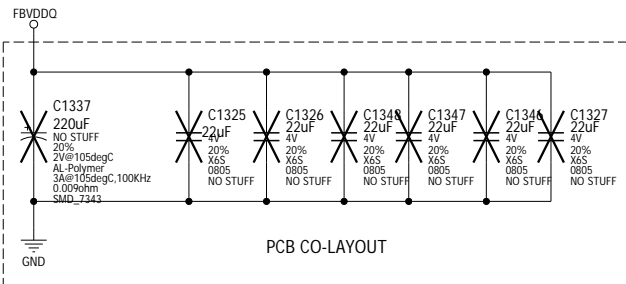 FBVDDQ
C1337
220uF
NO STUFF
20%
2V@105degC
AL-Polymer
3A@105degC,100KHz
0.009ohm
SMD_7343
C1325
22uF
4V
20%
X6S
0805
NO STUFF
C1326
22uF
4V
20%
X6S
0805
NO STUFF
C1348
22uF
4V
20%
X6S
0805
NO STUFF
C1347
22uF
4V
20%
X6S
0805
NO STUFF
C1346
22uF
4V
20%
X6S
0805
NO STUFF
C1327
22uF
4V
20%
X6S
0805
NO STUFF
GND
PCB CO-LAYOUT